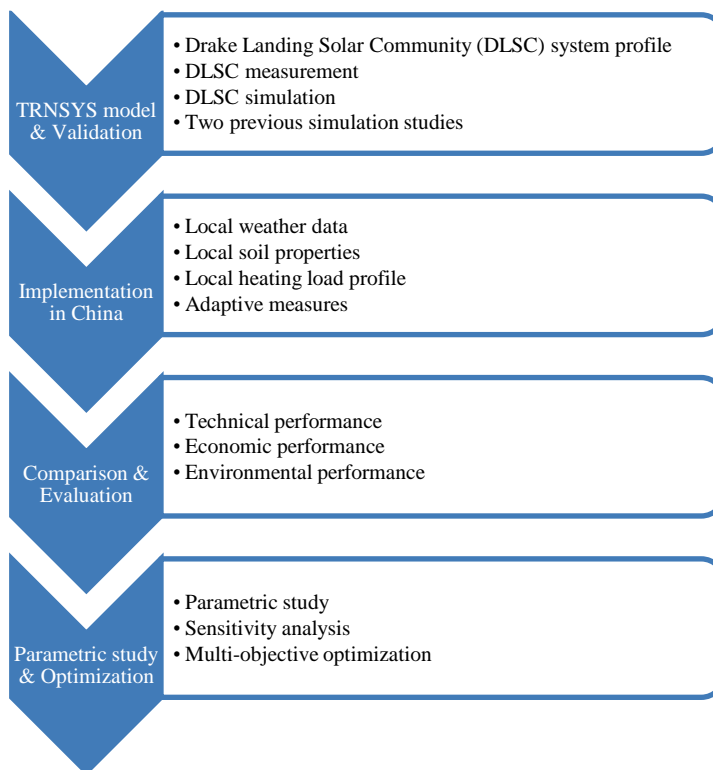 TRNSYS model
& Validation
• Drake Landing Solar Community (DLSC) system profile
• DLSC measurement
• DLSC simulation
• Two previous simulation studies
Implementation
in China
• Local weather data
• Local soil properties
• Local heating load profile
• Adaptive measures
Comparison &
Evaluation
• Technical performance
• Economic performance
• Environmental performance
Parametric study
& Optimization
• Parametric study
• Sensitivity analysis
• Multi-objective optimization